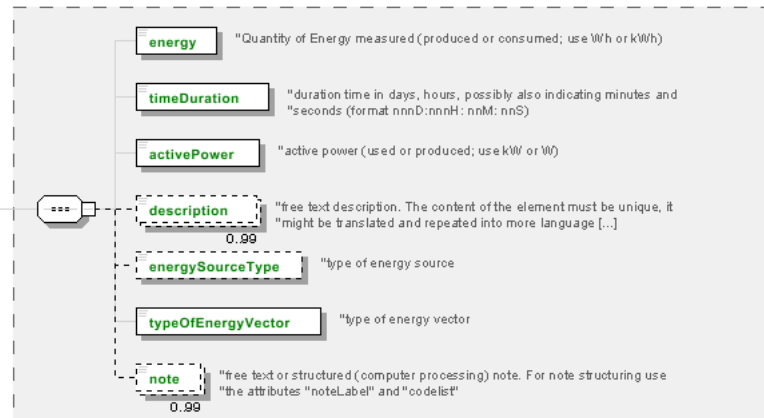 energy
"Quantity of Energy measured (produced or consumed; use Wh or kWh)
timeDuration
"duration time in days, hours, possibly also indicating minutes and
"seconds (format nnnD:nnnH: nnM: nnS)
activePower
"active power (used or produced; use kW or W)
description
"free text description. The content of the element must be unique, it
"might be translated and repeated into more language [...]
0..99
energySourceType
"type of energy source
typeOfEnergyVector
"type of energy vector
note
"free text or structured (computer processing) note. For note structuring use
"the attributes "noteLabel" and "codelist"
0..99